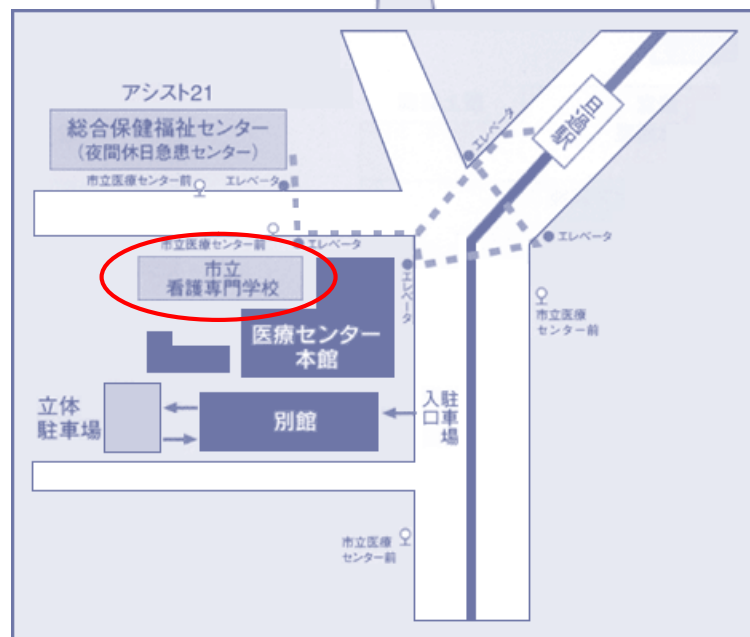 アシスト21
総合保健福祉センター
(夜間休日急患センター)
市立医療センター前
エレベータ
エレベータ
旦過駅
市立医療センター前
エレベータ
エレベータ
エレベータ
市立
看護専門学校
市立医療
センター前
医療センター
本館
立体
駐車場
別館
駐車場
入口
市立医療
センター前